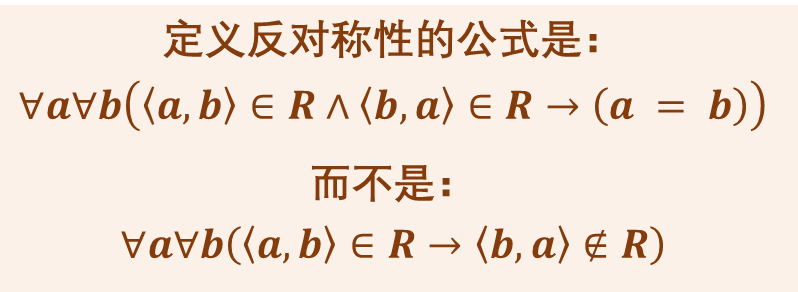 定义反对称性的公式是：
∀a∀b(⟨a, b⟩ ∈ R ∧ ⟨b, a⟩ ∈ R → (a = b))
而不是：
∀a∀b(⟨a, b⟩ ∈ R → ⟨b, a⟩ ∉ R)